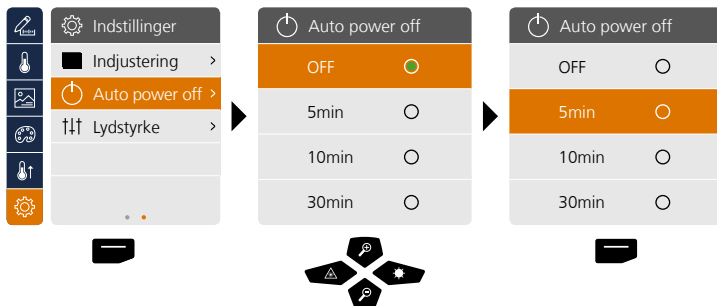 Indstillinger
Indjustering
Auto power off
Lydstyrke
Auto power off
OFF
5min
10min
30min
Auto power off
OFF
5min
10min
30min